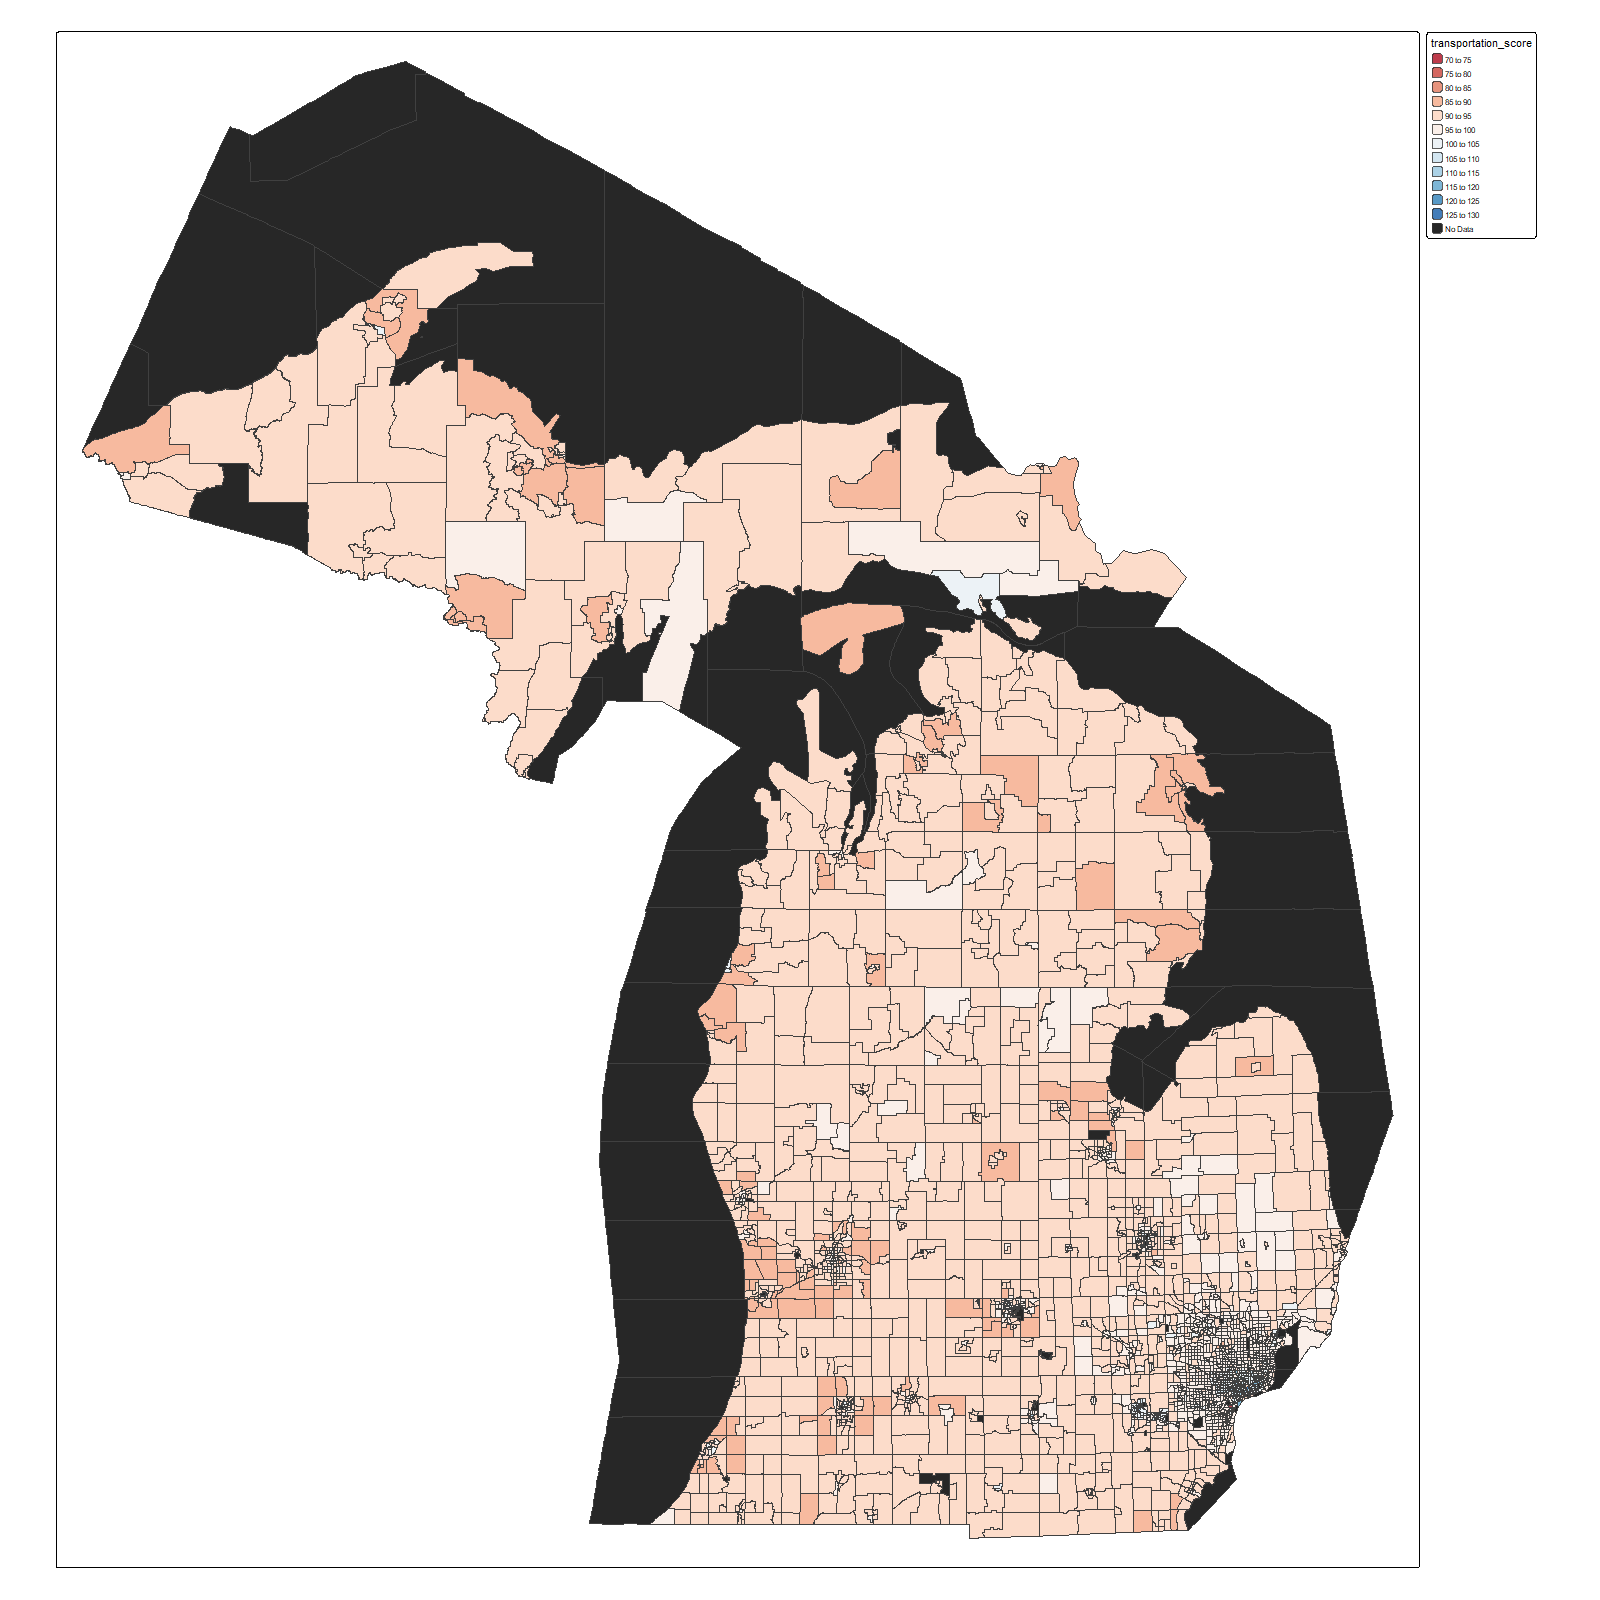 transportation_score
70 to 75
75 to 80
80 to 85
85 to 90
90 to 95
95 to 100
100 to 105
105 to 110
110 to 115
115 to 120
120 to 125
125 to 130
No Data